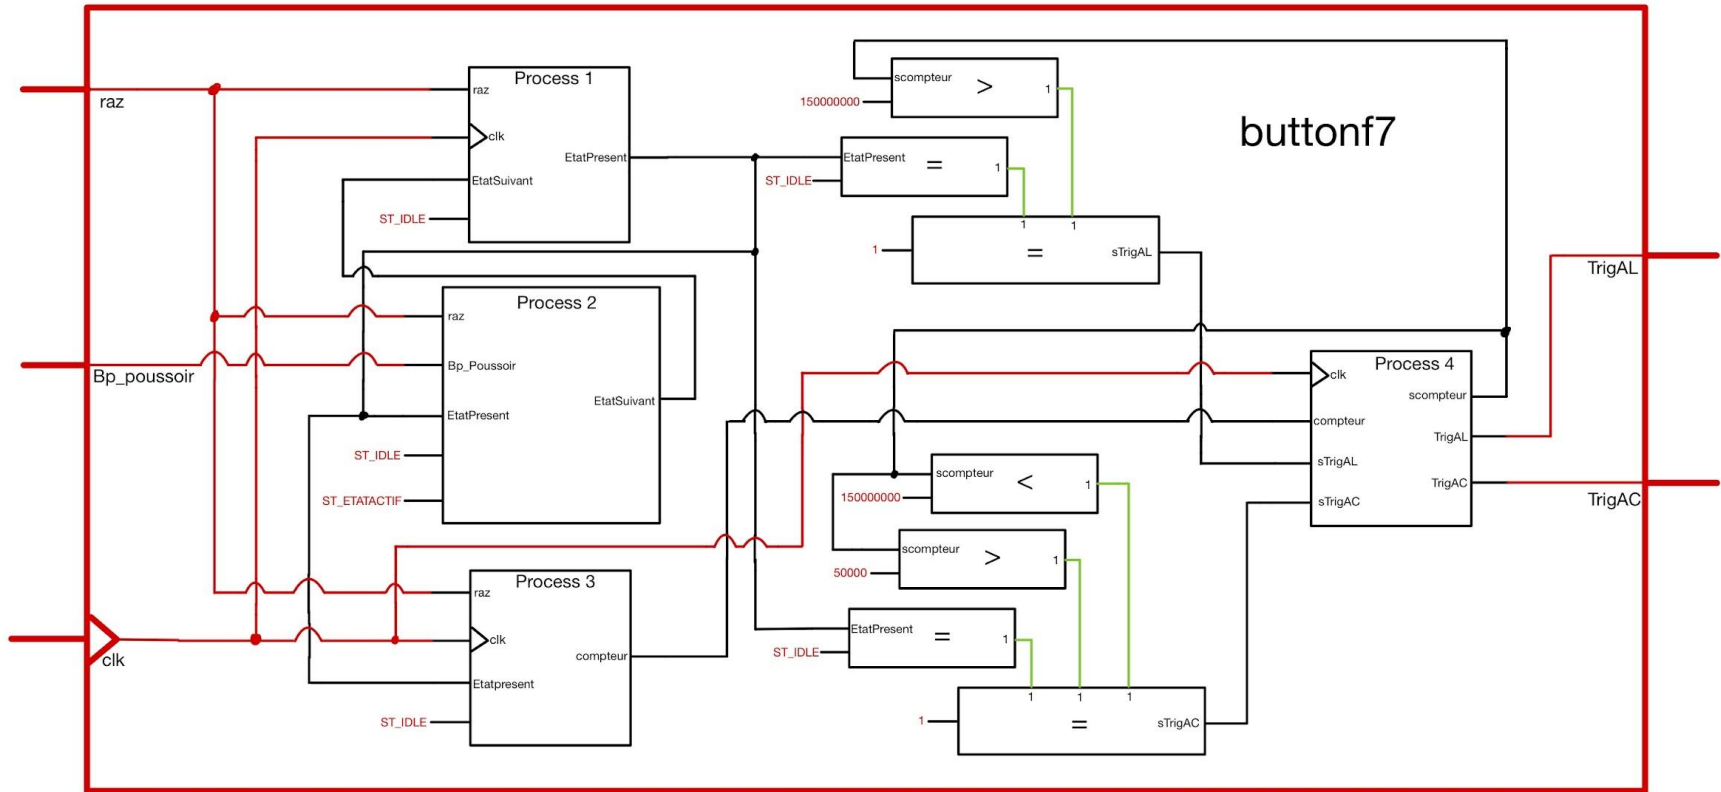 raz
Bp_poussoir
clk
Process 1
raz
clk
EtatPresent
EtatSuivant
ST_IDLE
Process 2
raz
Bp_Poussoir
EtatSuivant
EtatPresent
ST_IDLE
ST_ETATACTIF
Process 3
raz
clk
compteur
Etatpresent
ST_IDLE
scompteur
150000000
>
1
EtatPresent
ST_IDLE
=
1
1 1
1
=
sTrigAL
buttonf7
scompteur
150000000
<
1
scompteur
50000
>
1
EtatPresent
ST_IDLE
=
1
1 1 1
1
=
sTrigAC
Process 4
clk
scompteur
compteur
TrigAL
sTrigAL
TrigAC
sTrigAC
TrigAL
TrigAC